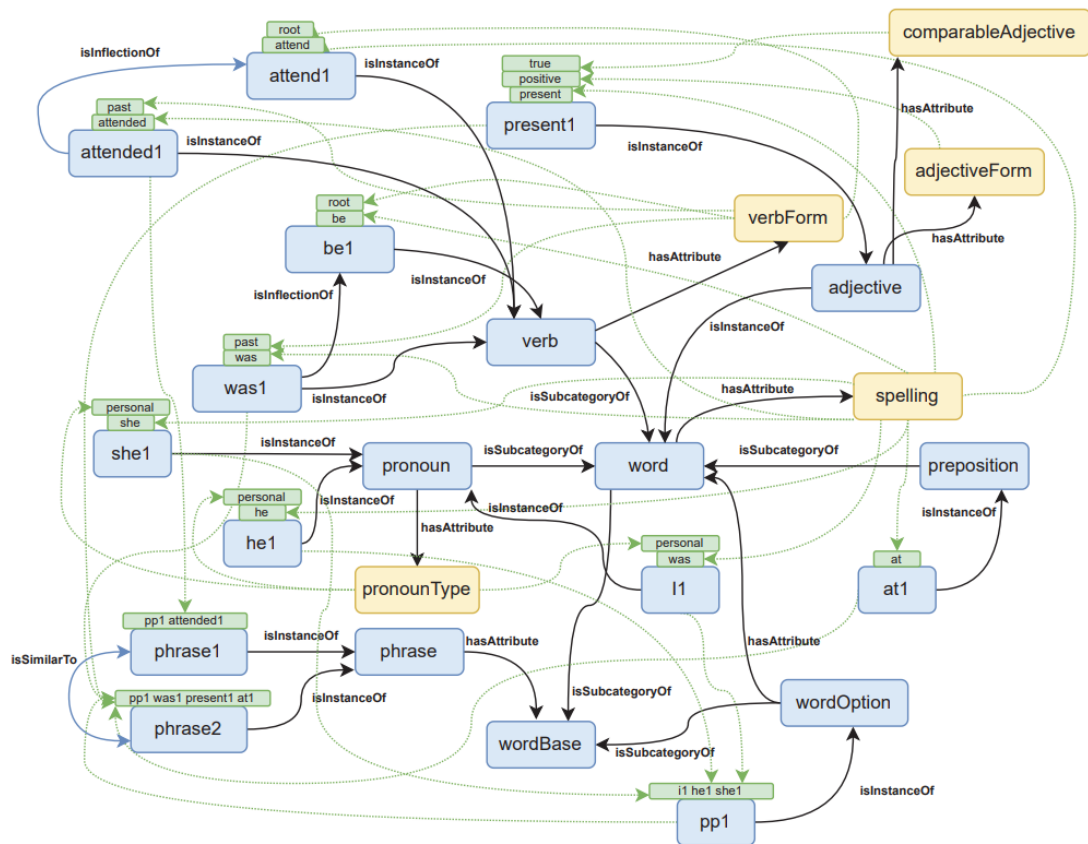 root
attend
attend1
isInflectionOf
isInstanceOf
comparableAdjective
true
positive
present
present1
isInstanceOf
hasAttribute
past
attended
attended1
isInstanceOf
adjectiveForm
hasAttribute
root
be
be1
isInstanceOf
isInflectionOf
verbForm
hasAttribute
adjective
isInstanceOf
past
was
was1
isInstanceOf
verb
isSubcategoryOf
hasAttribute
spelling
personal
she
she1
isInstanceOf
pronoun
isSubcategoryOf
word
isSubcategoryOf
preposition
isInstanceOf
personal
he
he1
isInstanceOf
hasAttribute
isInstanceOf
pronounType
personal
was
I1
at
at1
isInstanceOf
pp1 attended1
phrase1
isInstanceOf
phrase
hasAttribute
isSimilarTo
pp1 was1 present1 at1
phrase2
isInstanceOf
isSubcategoryOf
hasAttribute
wordOption
wordBase
isSubcategoryOf
i1 he1 she1
pp1
isInstanceOf